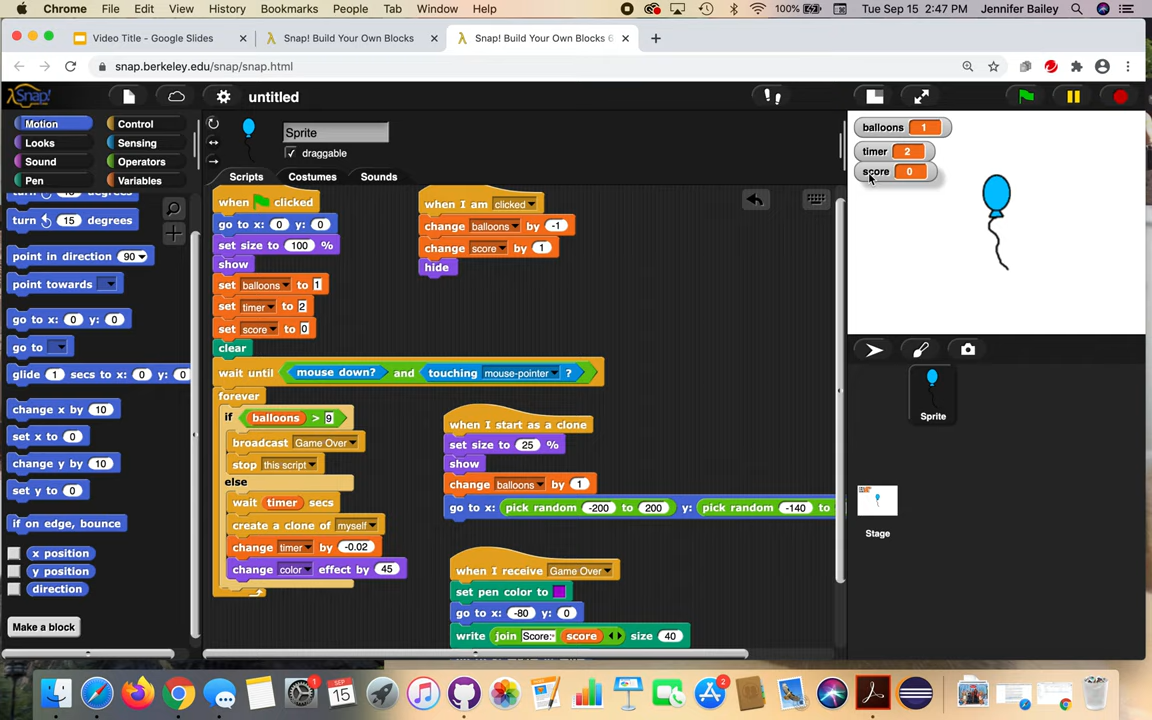 Chrome File Edit View History Bookmarks People Tab Window Help 100% Tue Sep 15 2:47 PM Jennifer Bailey
Video Title - Google Slides Snap! Build Your Own Blocks Snap! Build Your Own Blocks 6
snap.berkeley.edu/snap/snap.html
Snap! untitled
Motion Control
Looks Sensing
Sound Operators
Pen Variables
turn 15 degrees
turn 15 degrees
point in direction 90
point towards
go to x: 0 y: 0
go to
glide 1 secs to x: 0 y: 0
change x by 10
set x to 0
change y by 10
set y to 0
if on edge, bounce
x position
y position
direction
Make a block
Sprite
draggable
Scripts Costumes Sounds
when clicked
go to x: 0 y: 0
set size to 100 %
show
set balloons to 1
set timer to 2
set score to 0
clear
wait until mouse down? and touching mouse-pointer ?
forever
if balloons > 9
broadcast Game Over
stop this script
else
wait timer secs
create a clone of myself
change timer by -0.02
change color effect by 45
when I am clicked
change balloons by -1
change score by 1
hide
when I start as a clone
set size to 25 %
show
change balloons by 1
go to x: pick random -200 to 200 y: pick random -140 to
when I receive Game Over
set pen color to
go to x: -80 y: 0
write join Score: score size 40
balloons 1
timer 2
score 0
Sprite
Stage
SEP
15